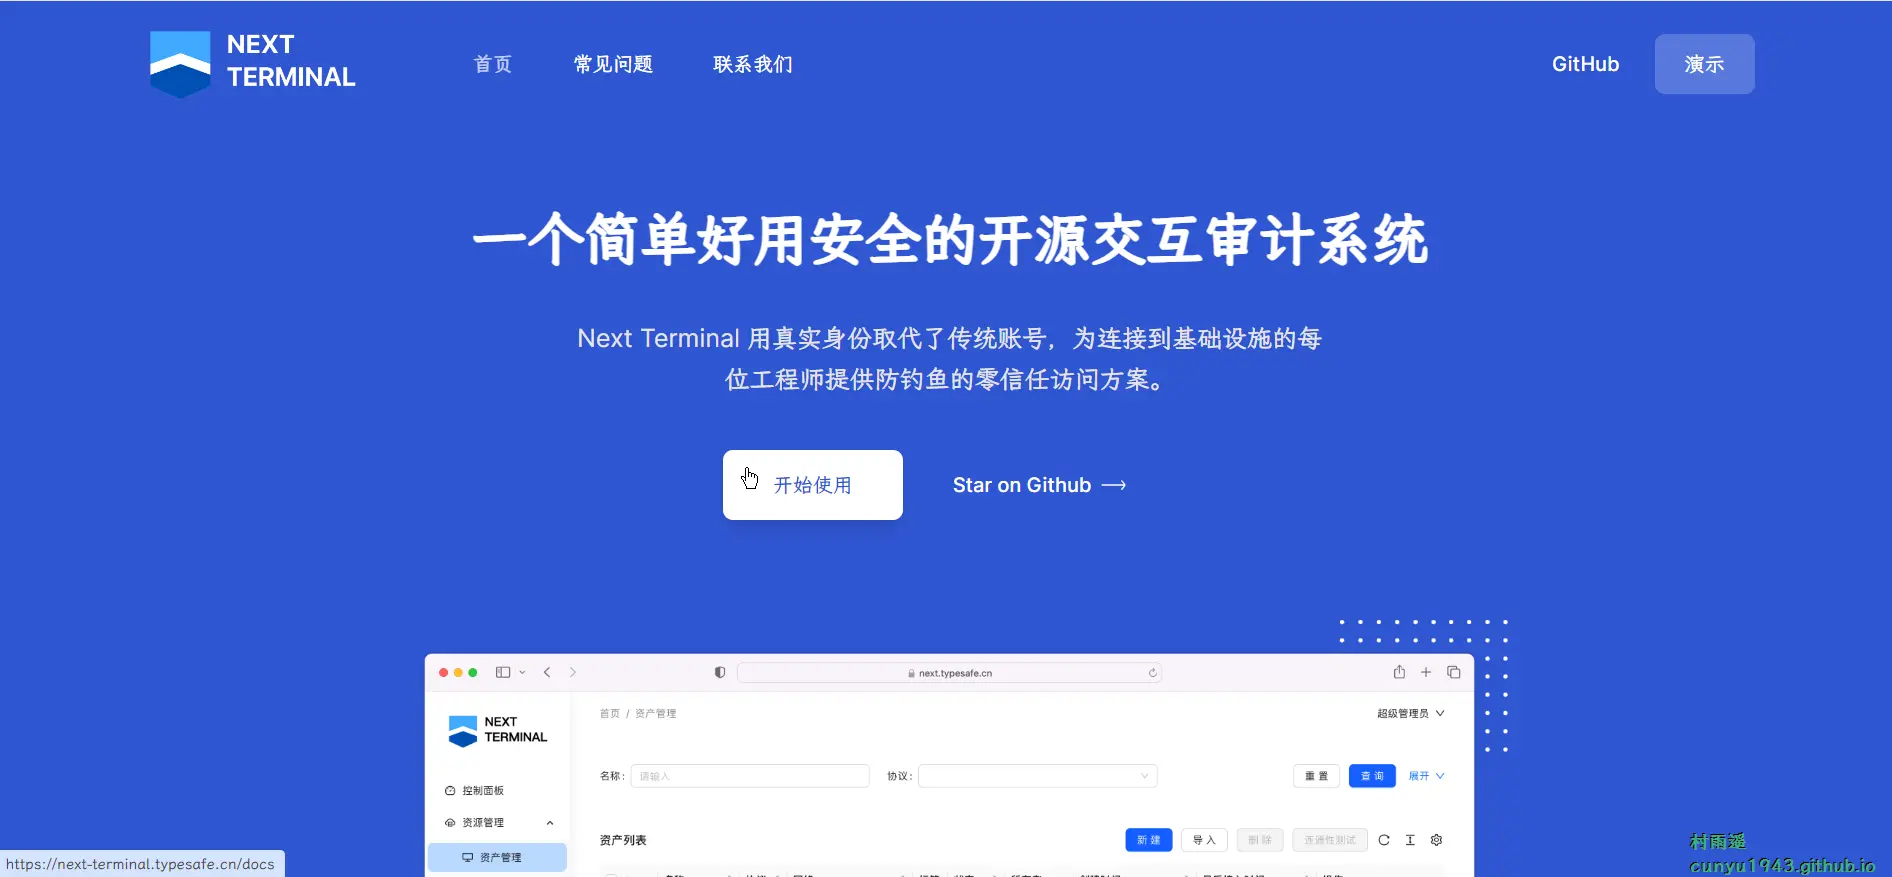 NEXT
TERMINAL
首页
常见问题
联系我们
GitHub
演示
一个简单好用安全的开源交互审计系统
Next Terminal 用真实身份取代了传统账号，为连接到基础设施的每
位工程师提供防钓鱼的零信任访问方案。
开始使用
Star on Github
next.typesafe.cn
NEXT
TERMINAL
首页 / 资产管理
超级管理员
名称:
请输入
协议:
重 置
查 询
展开
控制面板
资源管理
资产列表
新 建
导 入
删 除
连通性测试
资产管理
https://next-terminal.typesafe.cn/docs
村雨遥
cunyu1943.github.io